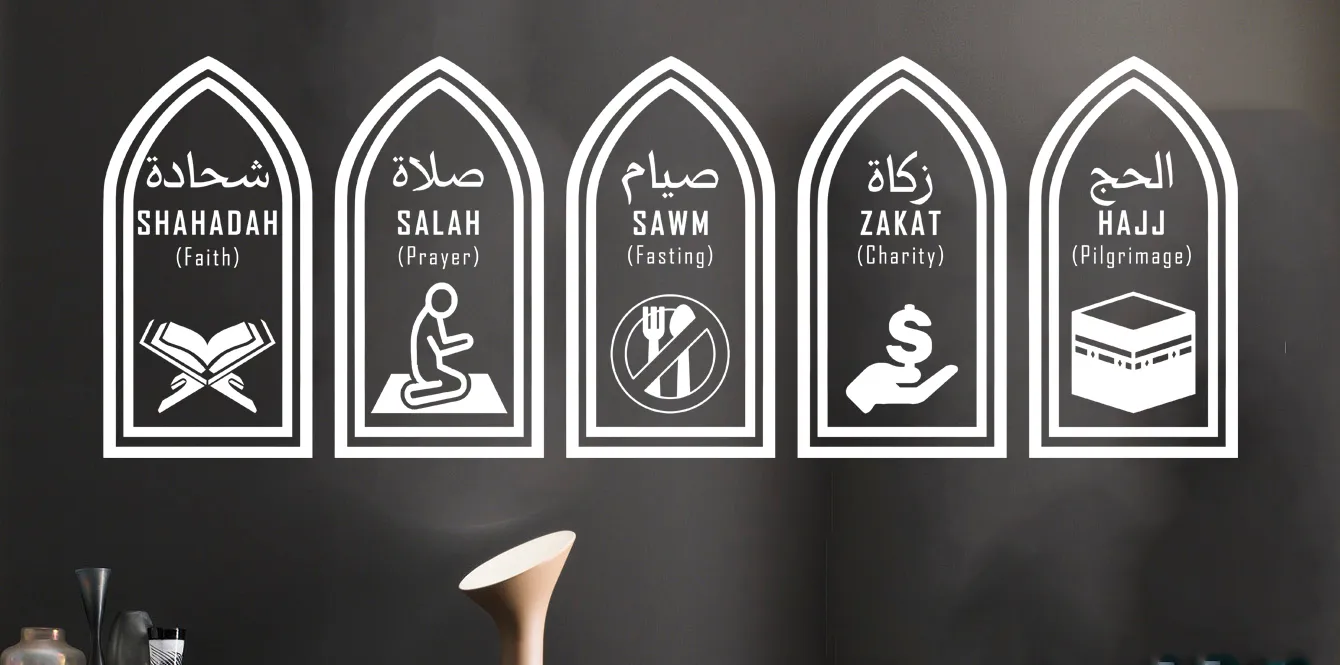 شحادة
SHAHADAH
(Faith)
صلاة
SALAH
(Prayer)
صيام
SAWM
(Fasting)
زكاة
ZAKAT
(Charity)
الحج
HAJJ
(Pilgrimage)